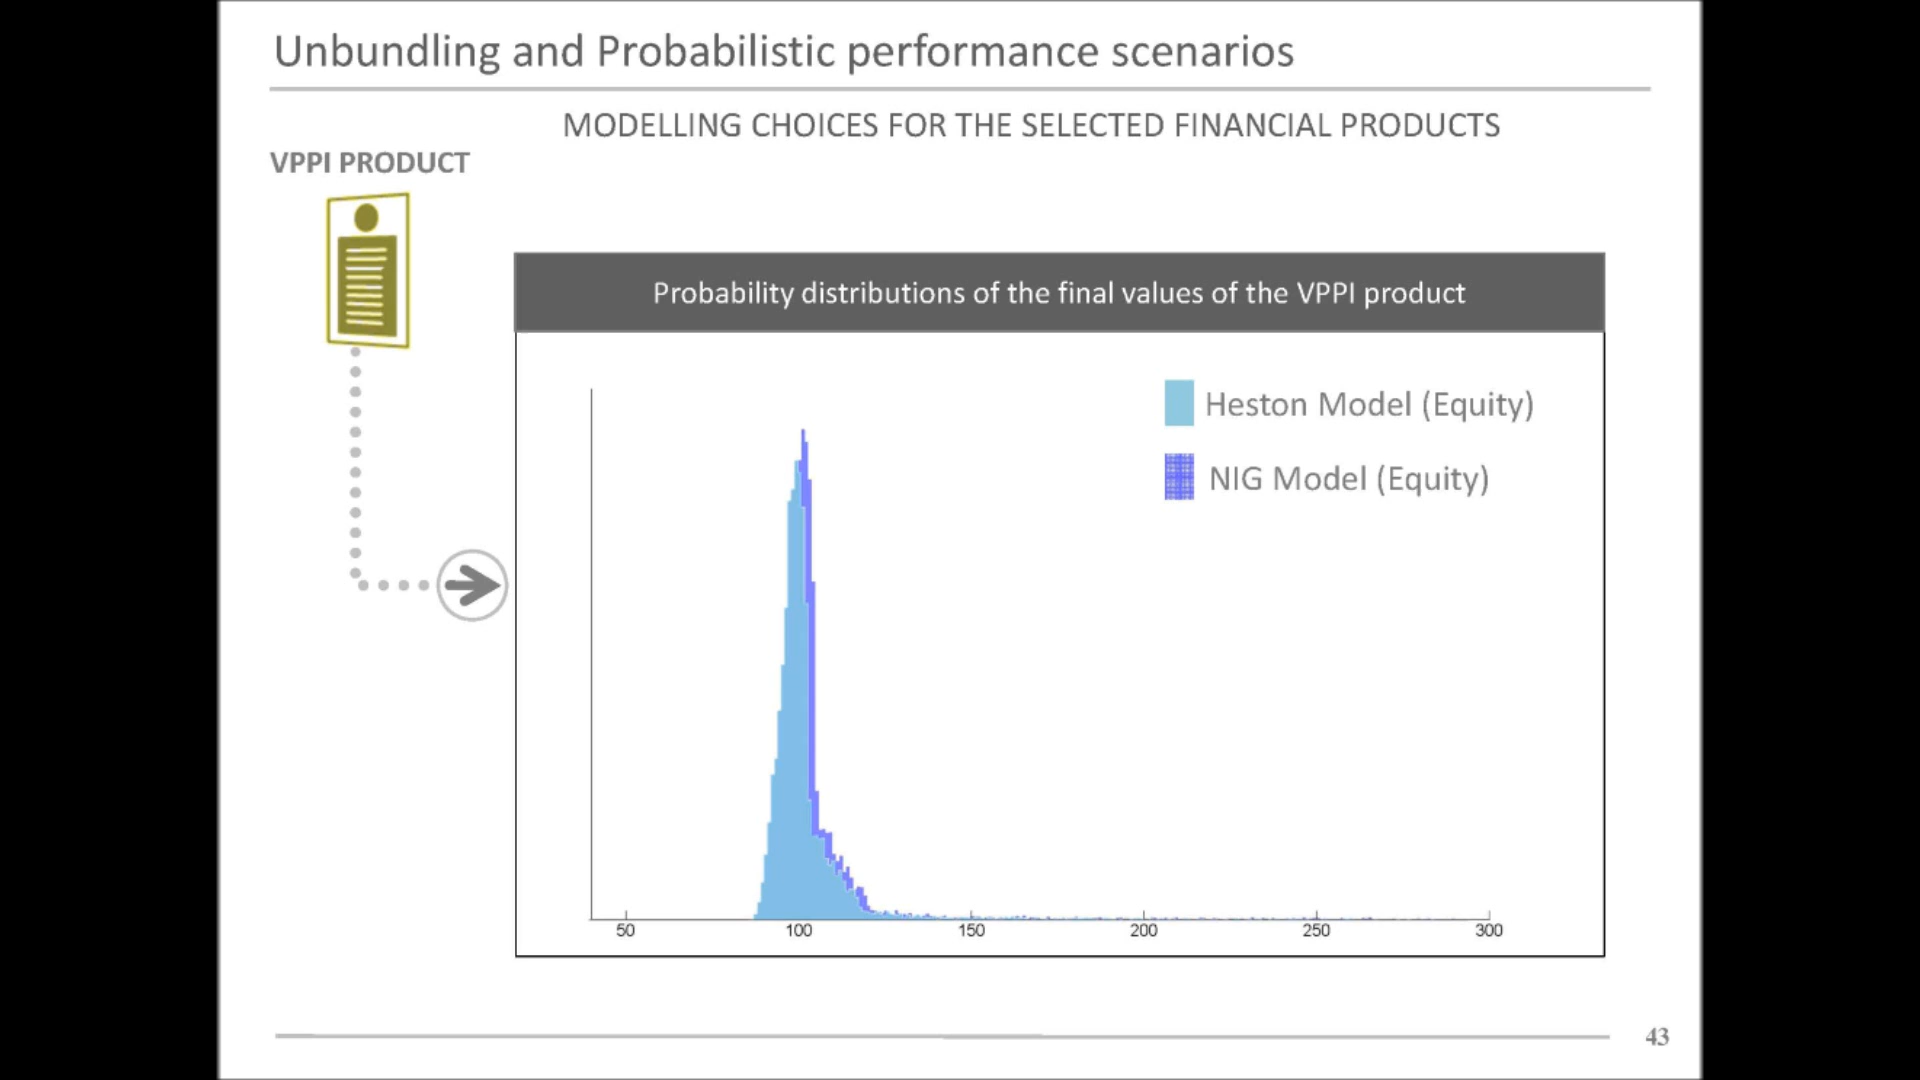 Unbundling and Probabilistic performance scenarios
MODELLING CHOICES FOR THE SELECTED FINANCIAL PRODUCTS
VPPI PRODUCT
Probability distributions of the final values of the VPPI product
Heston Model (Equity)
NIG Model (Equity)
50 100 150 200 250 300
43